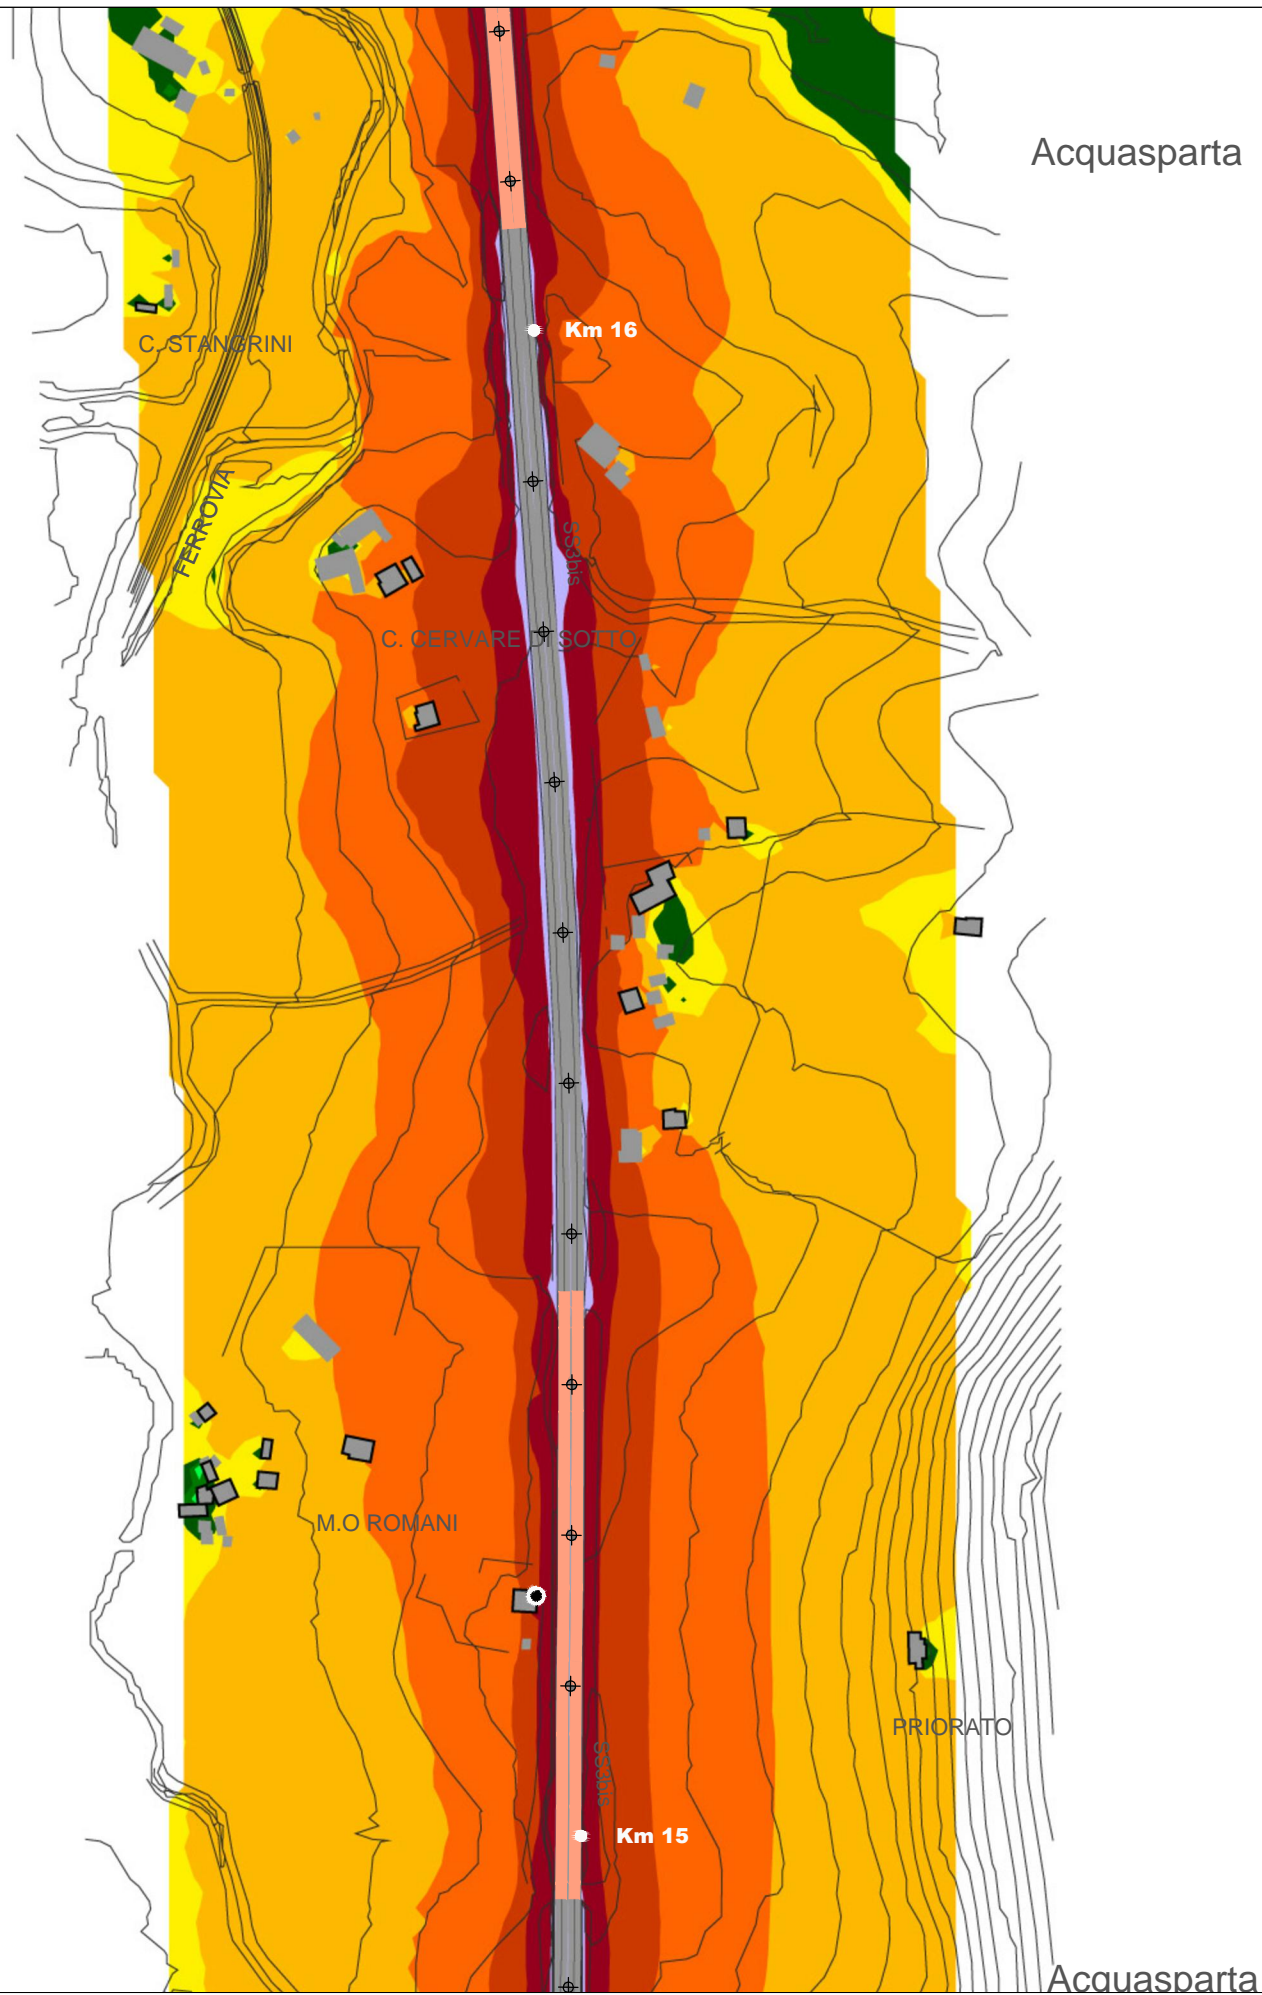 Acquasparta
Km 16
C. STANGRINI
FERROVIA
SS3bis
C. CERVARE DI SOTTO
M.O ROMANI
PRIORATO
SS3bis
Km 15
Acquasparta